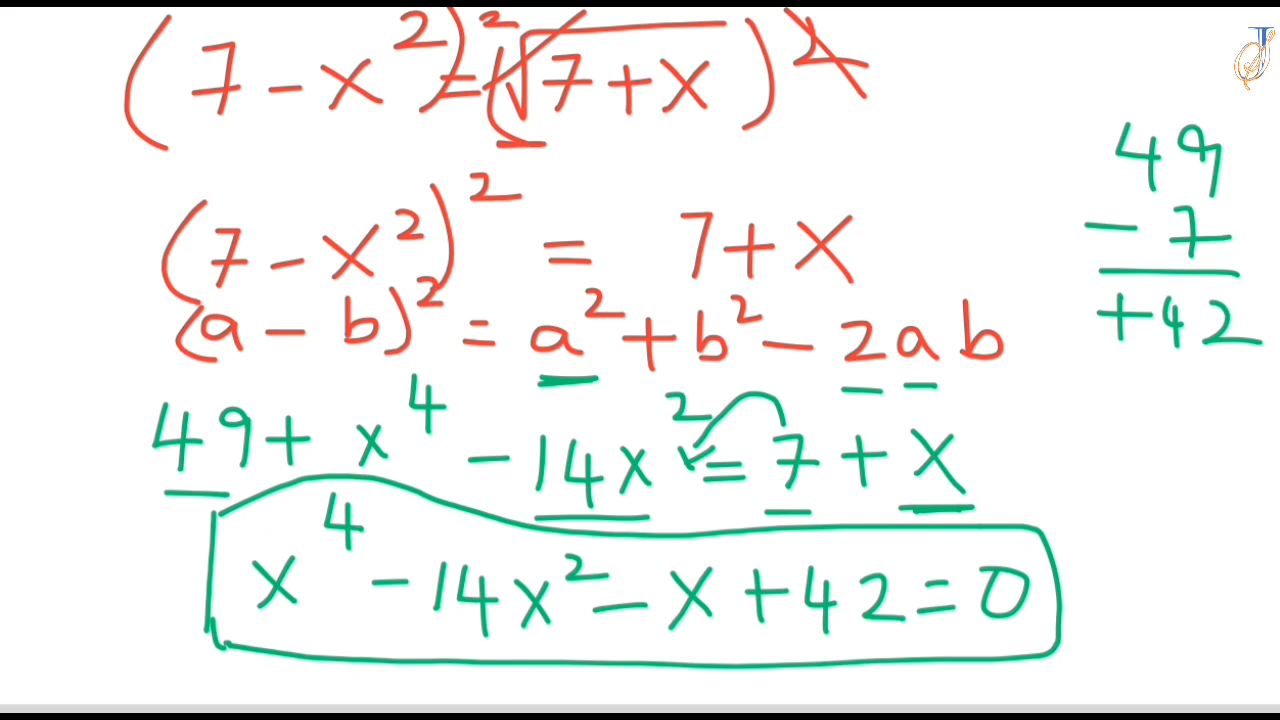 (7 - x²)² = (√7 + x)²
(7 - x²)² = 7 + x
(a - b)² = a² + b² - 2ab
49 + x⁴ - 14x² = 7 + x
x⁴ - 14x² - x + 42 = 0
49
- 7
+42